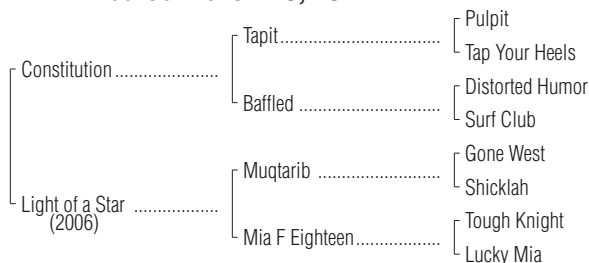 Pulpit
Tapit
Tap Your Heels
Constitution
Distorted Humor
Baffled
Surf Club
Gone West
Muqtarib
Shicklah
Light of a Star
(2006)
Tough Knight
Mia F Eighteen
Lucky Mia